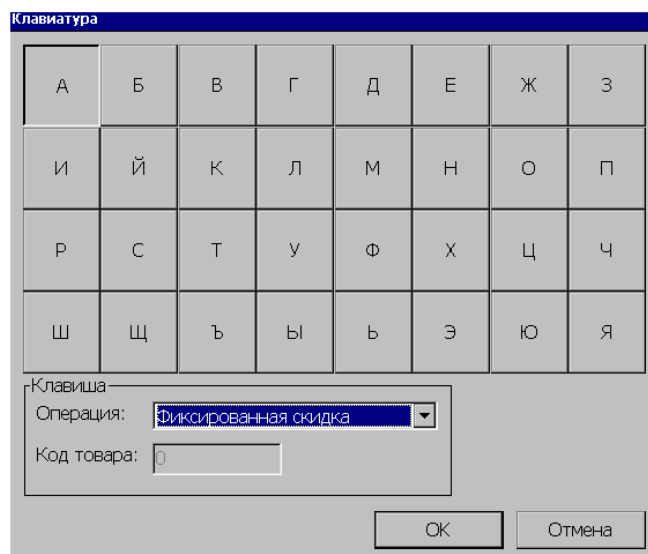 Клавиатура
А Б В Г Д Е Ж З
И Й К Л М Н О П
Р С Т У Ф Х Ц Ч
Ш Щ Ъ Ы Ь Э Ю Я
Клавиша
Операция: Фиксированная скидка
Код товара: 0
OK Отмена